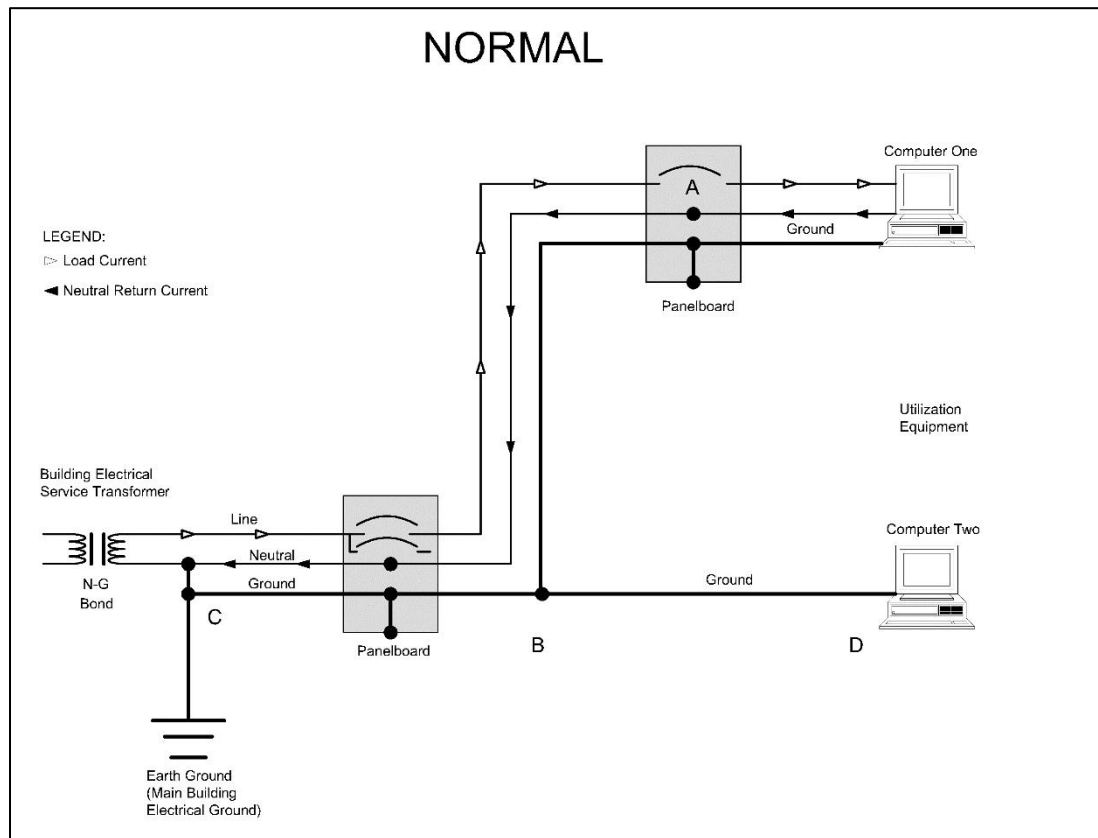 NORMAL
Computer One
A
LEGEND:
Load Current
Neutral Return Current
Ground
Panelboard
Utilization
Equipment
Building Electrical
Service Transformer
Line
Neutral
Ground
N-G
Bond
C
Panelboard
B
Ground
D
Computer Two
Earth Ground
(Main Building
Electrical Ground)